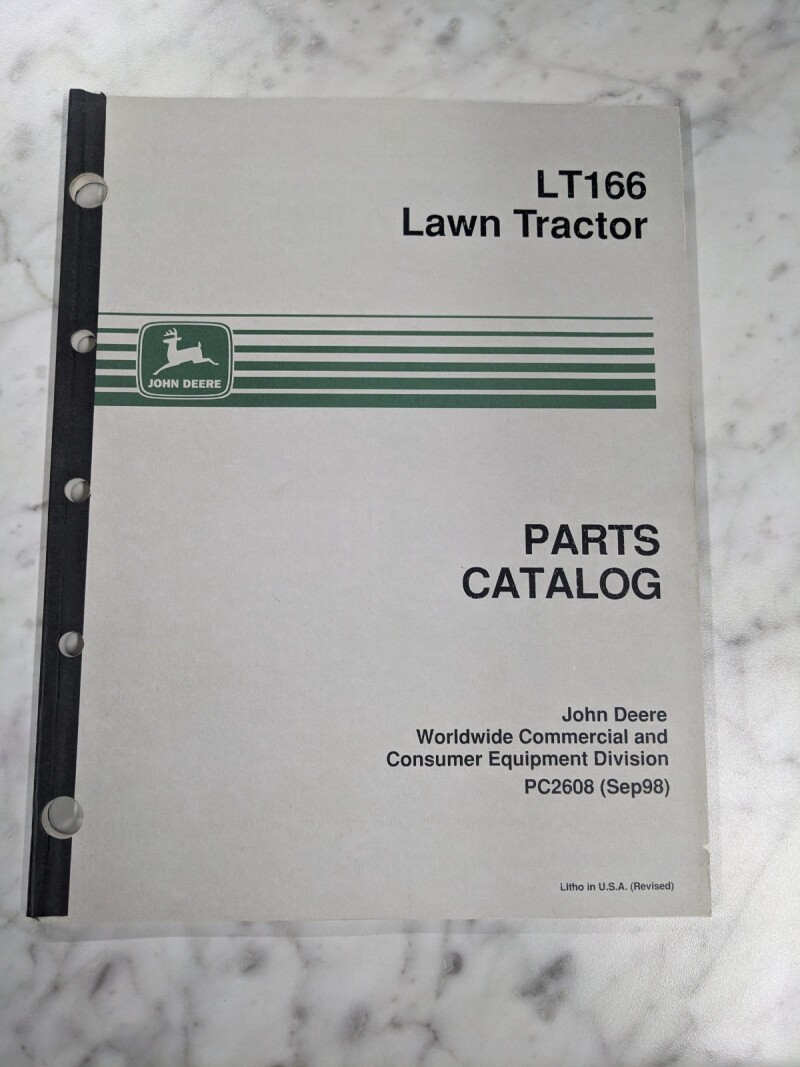 LT166
Lawn Tractor
JOHN DEERE
PARTS
CATALOG
John Deere
Worldwide Commercial and
Consumer Equipment Division
PC2608 (Sep98)
Litho in U.S.A. (Revised)